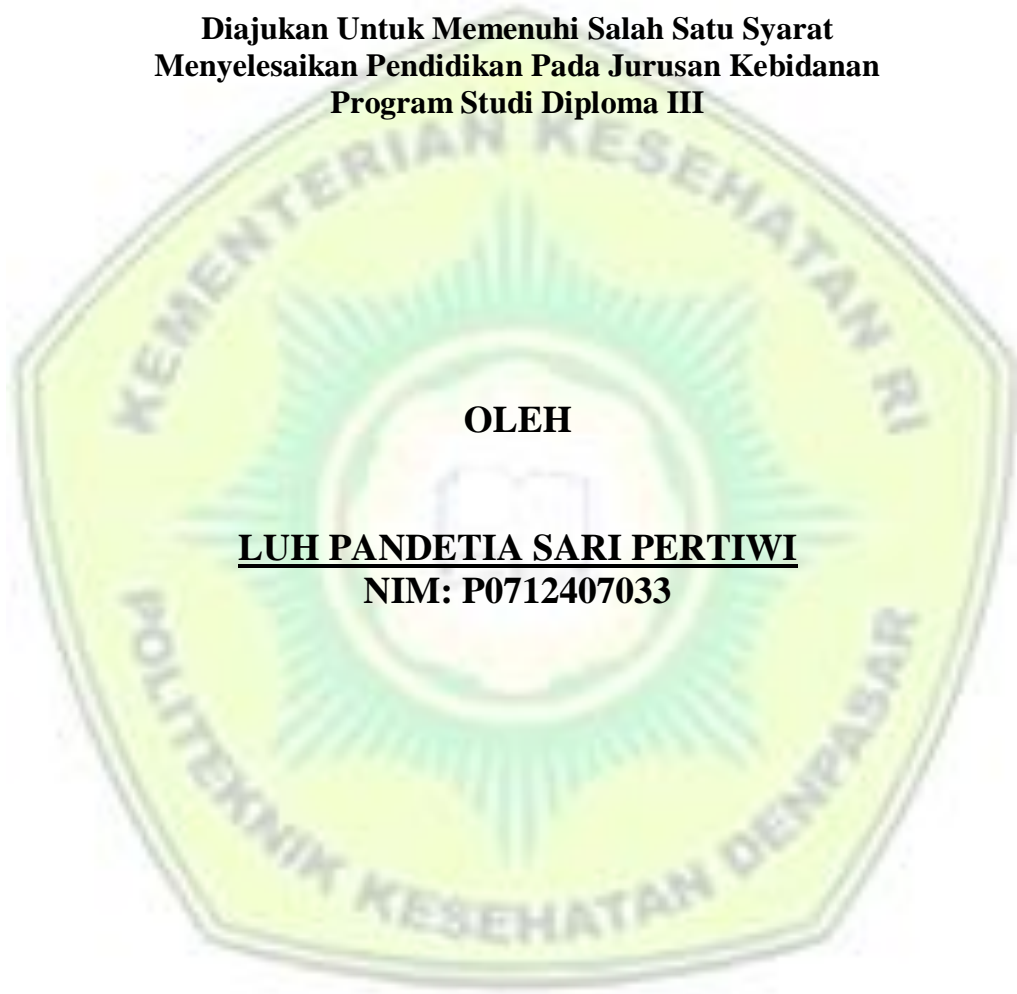 Diajukan Untuk Memenuhi Salah Satu Syarat
Menyelesaikan Pendidikan Pada Jurusan Kebidanan
Program Studi Diploma III
KEMENTERIAN KESEHATAN RI
OLEH
LUH PANDETIA SARI PERTIWI
NIM: P0712407033
POLITEKNIK KESEHATAN DENPASAR